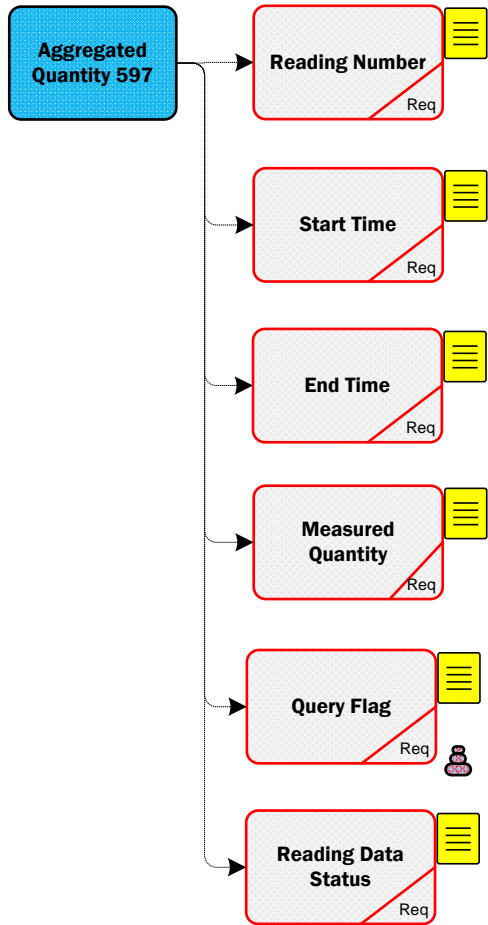 Aggregated
Quantity 597
Reading Number
Req
Start Time
Req
End Time
Req
Measured
Quantity
Req
Query Flag
Req
Reading Data
Status
Req